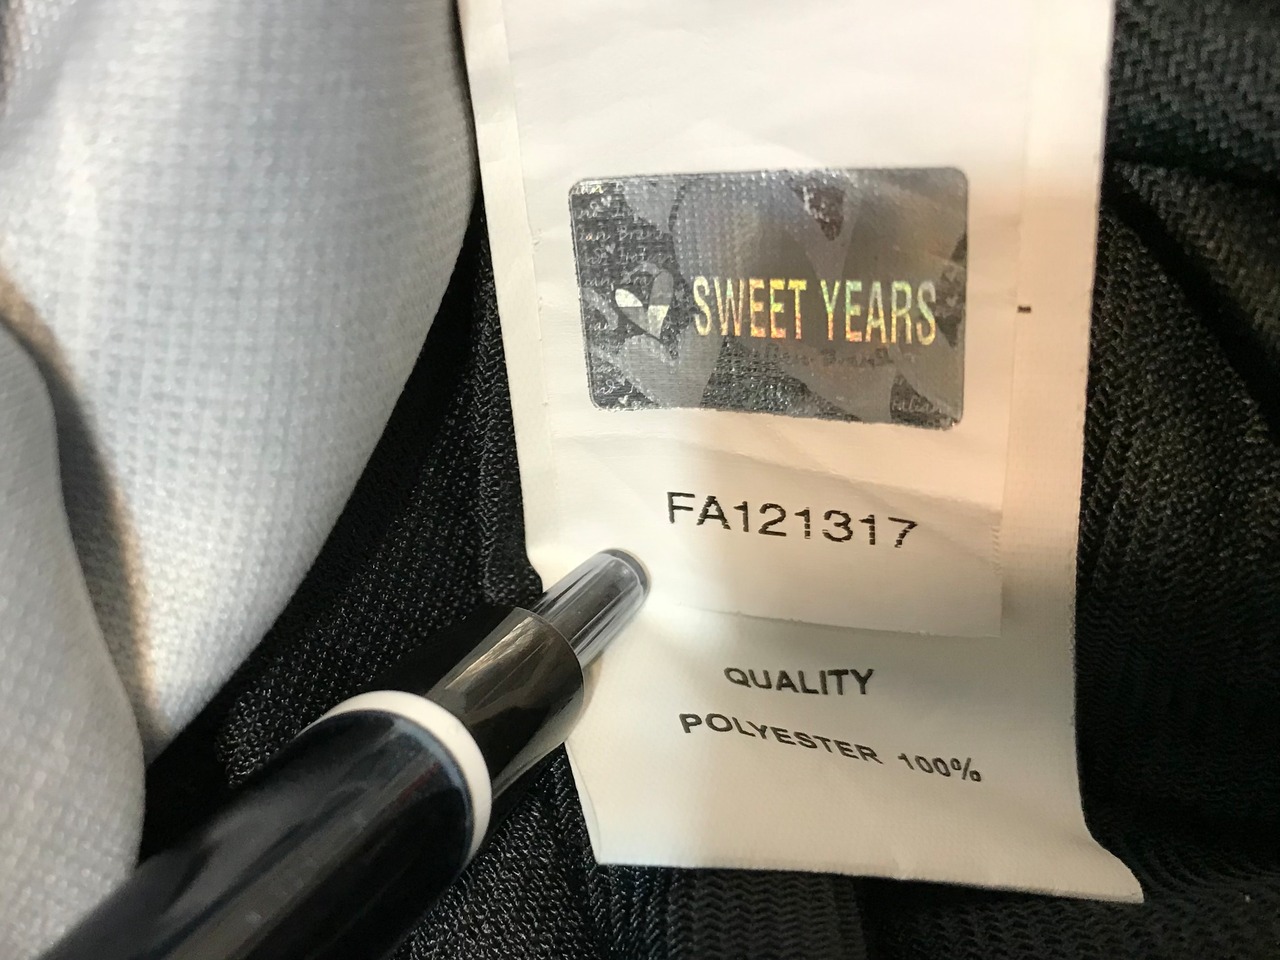 SWEET YEARS
FA121317
QUALITY
POLYESTER 100%